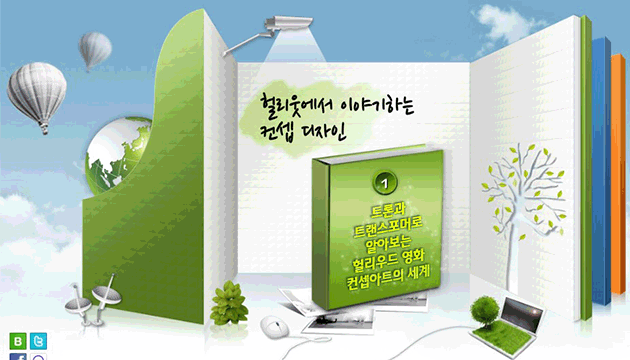 헐리웃에서 이야기하는
컨셉 디자인
1
토론과
트랜스포머로
알아보는
헐리우드 영화
컨셉아트의 세계
B
t
f